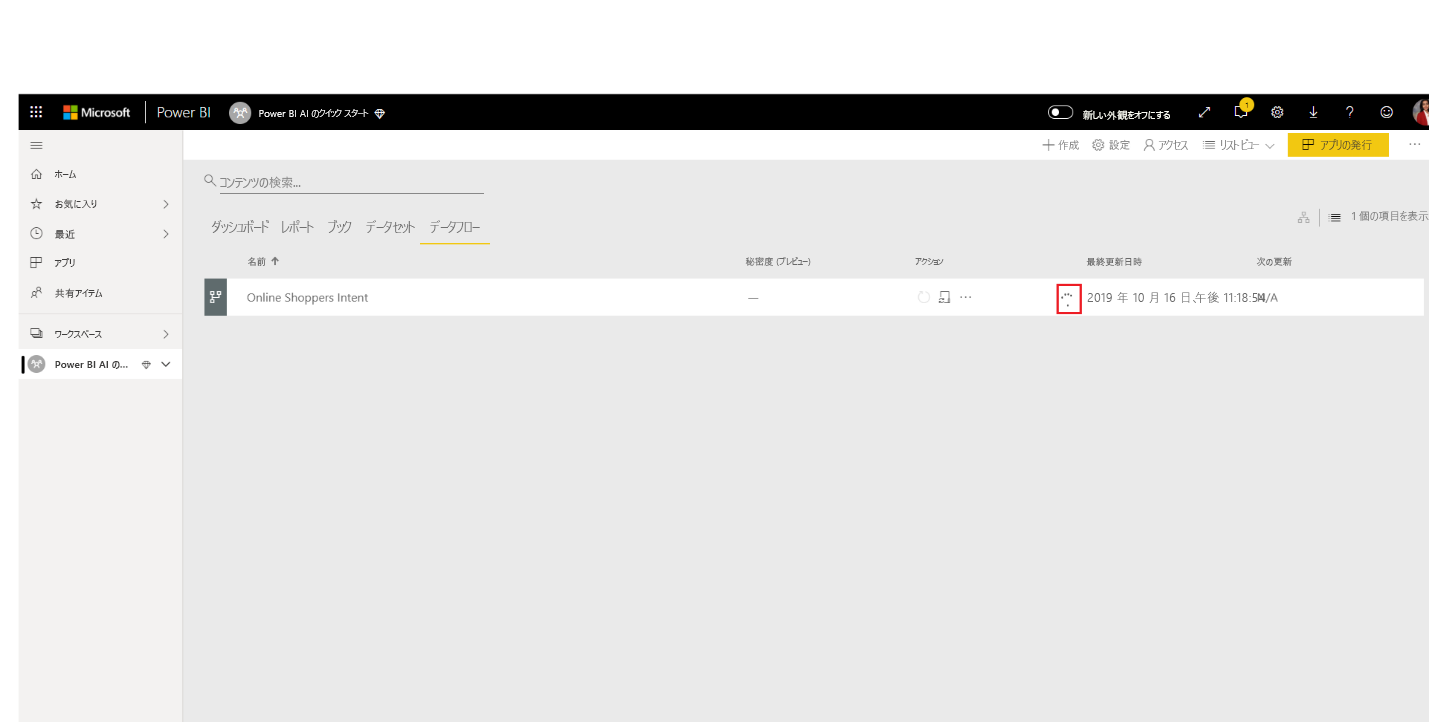 Microsoft Power BI Power BI AI のクイック スタート 新しい外観をオフにする 1 ?
作成 設定 アクセス リスト ビュー アプリの発行 …
ホーム
お気に入り
最近
アプリ
共有アイテム
ワークスペース
Power BI AI の...
コンテンツの検索...
ダッシュボード レポート ブック データセット データフロー
1 個の項目を表示
名前 秘密度 (プレビュー) アクション 最終更新日時 次の更新
Online Shoppers Intent — … 2019 年 10 月 16 日、午後 11:18:54 N/A